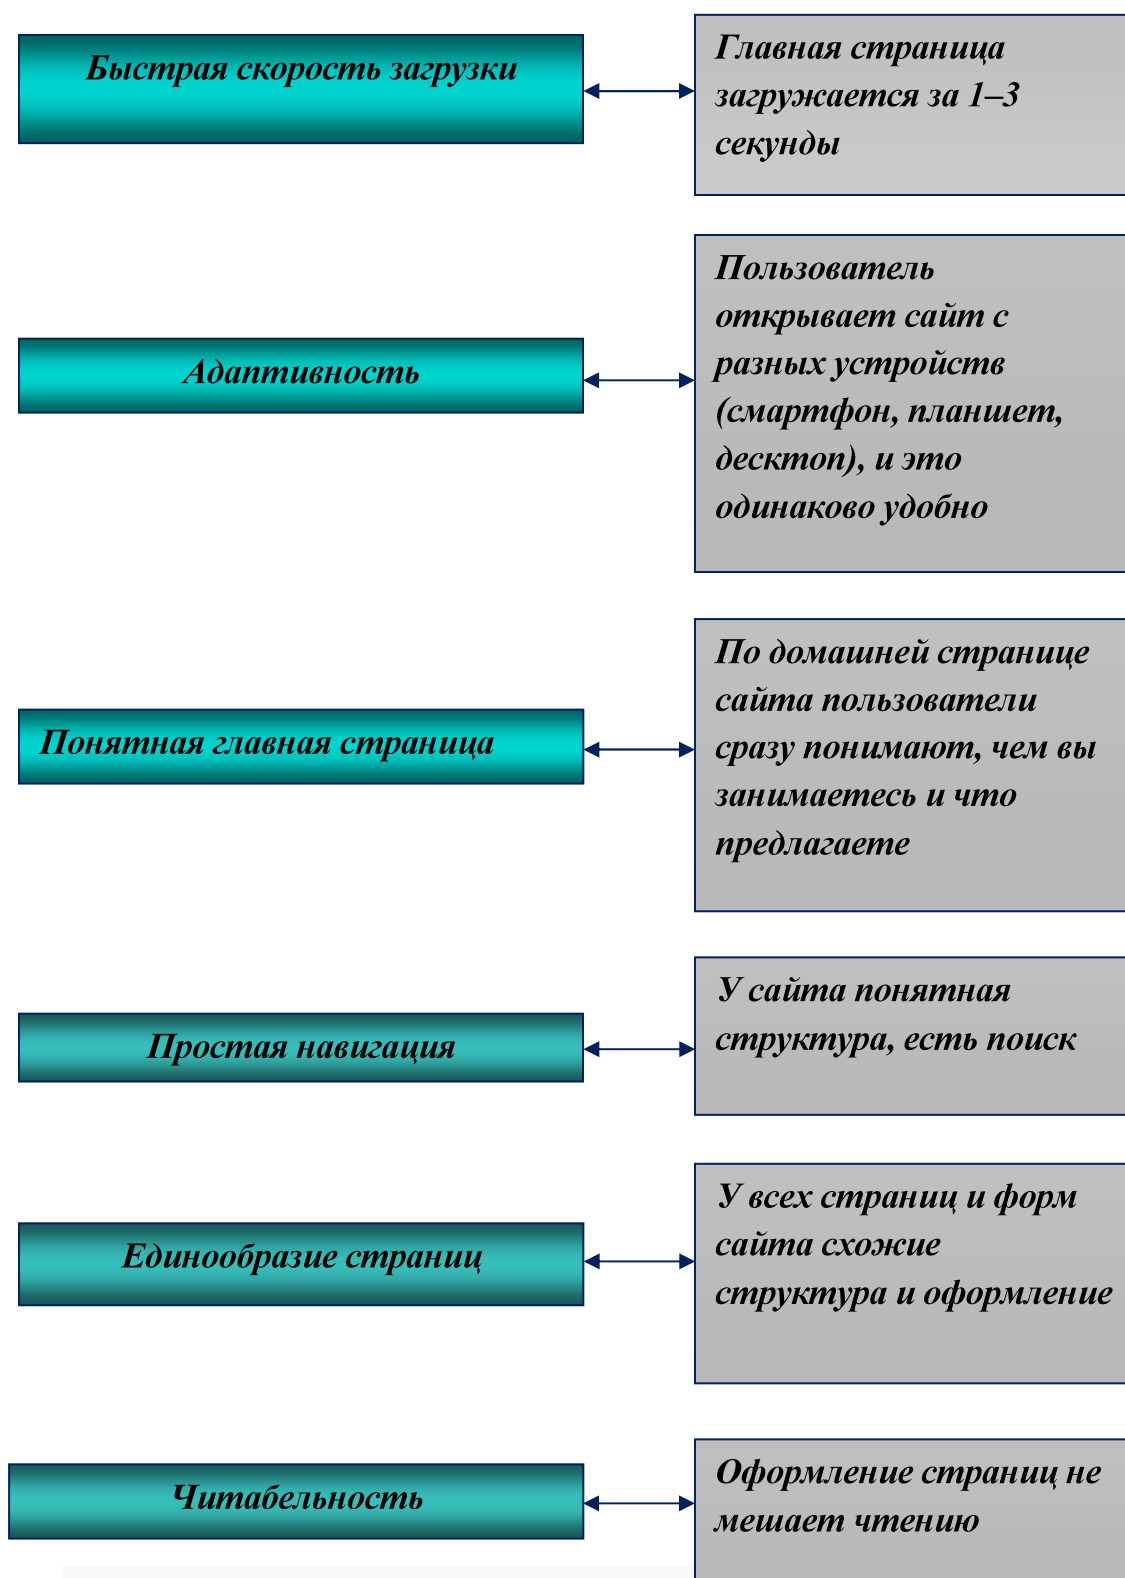 Быстрая скорость загрузки
Главная страница
загружается за 1–3
секунды
Адаптивность
Пользователь
открывает сайт с
разных устройств
(смартфон, планшет,
десктоп), и это
одинаково удобно
Понятная главная страница
По домашней странице
сайта пользователи
сразу понимают, чем вы
занимаетесь и что
предлагаете
Простая навигация
У сайта понятная
структура, есть поиск
Единообразие страниц
У всех страниц и форм
сайта схожие
структура и оформление
Читабельность
Оформление страниц не
мешает чтению